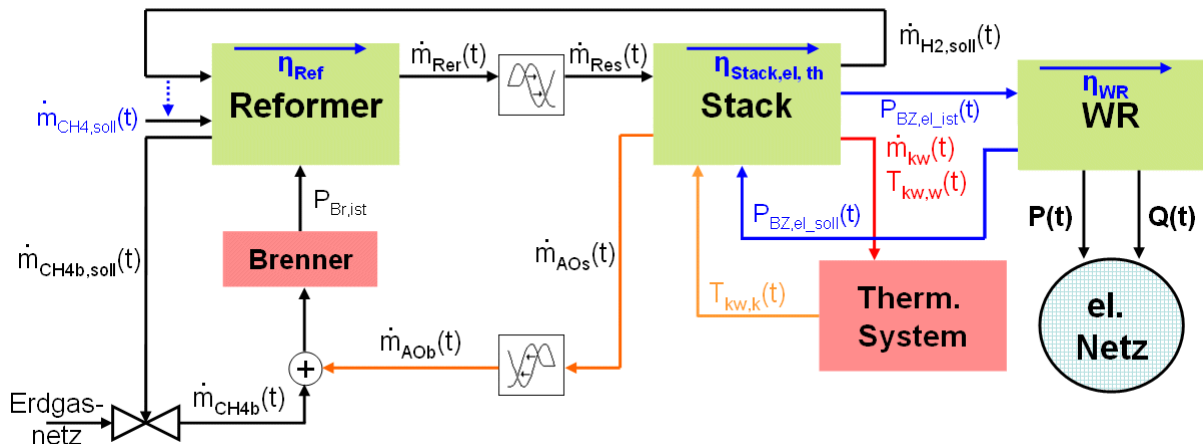 ṁH2,soll(t)
ηRef
Reformer
ṁRer(t)
ṁRes(t)
ηStack,el, th
Stack
ηWR
WR
ṁCH4,soll(t)
PBZ,el_ist(t)
ṁkw(t)
Tkw,w(t)
PBr,ist
PBZ,el_soll(t)
P(t)
Q(t)
ṁCH4b,soll(t)
Brenner
ṁAOs(t)
Tkw,k(t)
Therm.
System
el.
Netz
ṁAOb(t)
+
Erdgas-
netz
ṁCH4b(t)